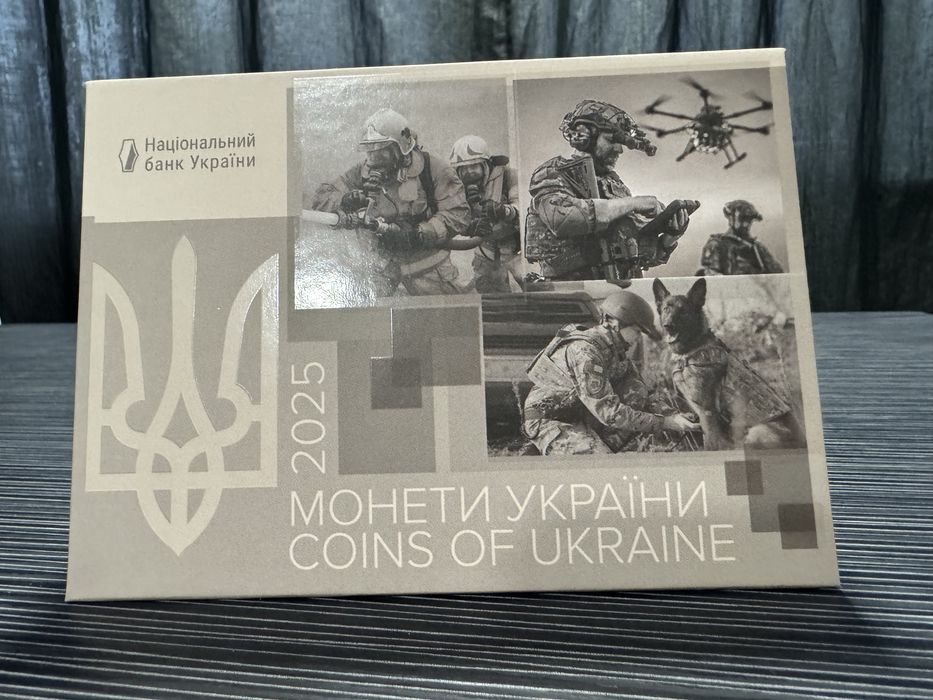 Національний
банк України
2025
МОНЕТИ УКРАЇНИ
COINS OF UKRAINE